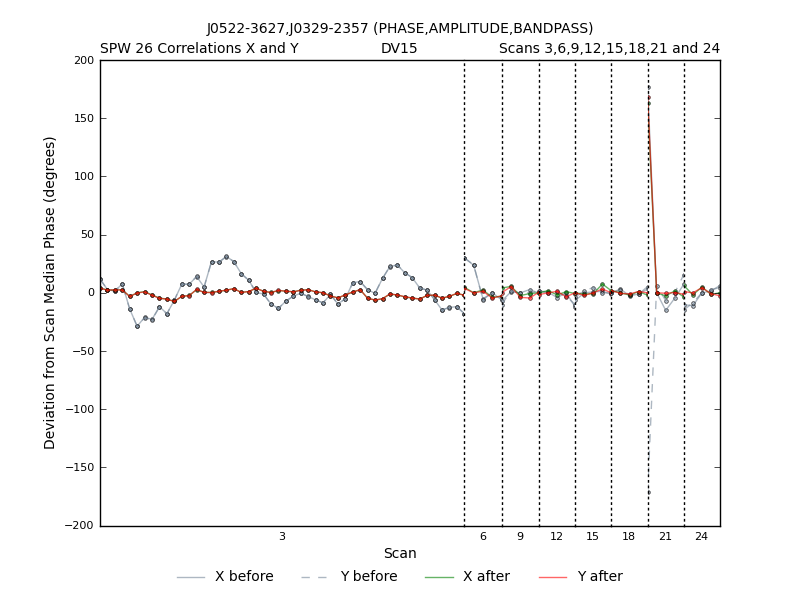 J0522-3627,J0329-2357 (PHASE,AMPLITUDE,BANDPASS)
SPW 26 Correlations X and Y DV15 Scans 3,6,9,12,15,18,21 and 24
200
150
100
50
0
−50
−100
−150
−200
Deviation from Scan Median Phase (degrees)
3 6 9 12 15 18 21 24
Scan
X before Y before X after Y after